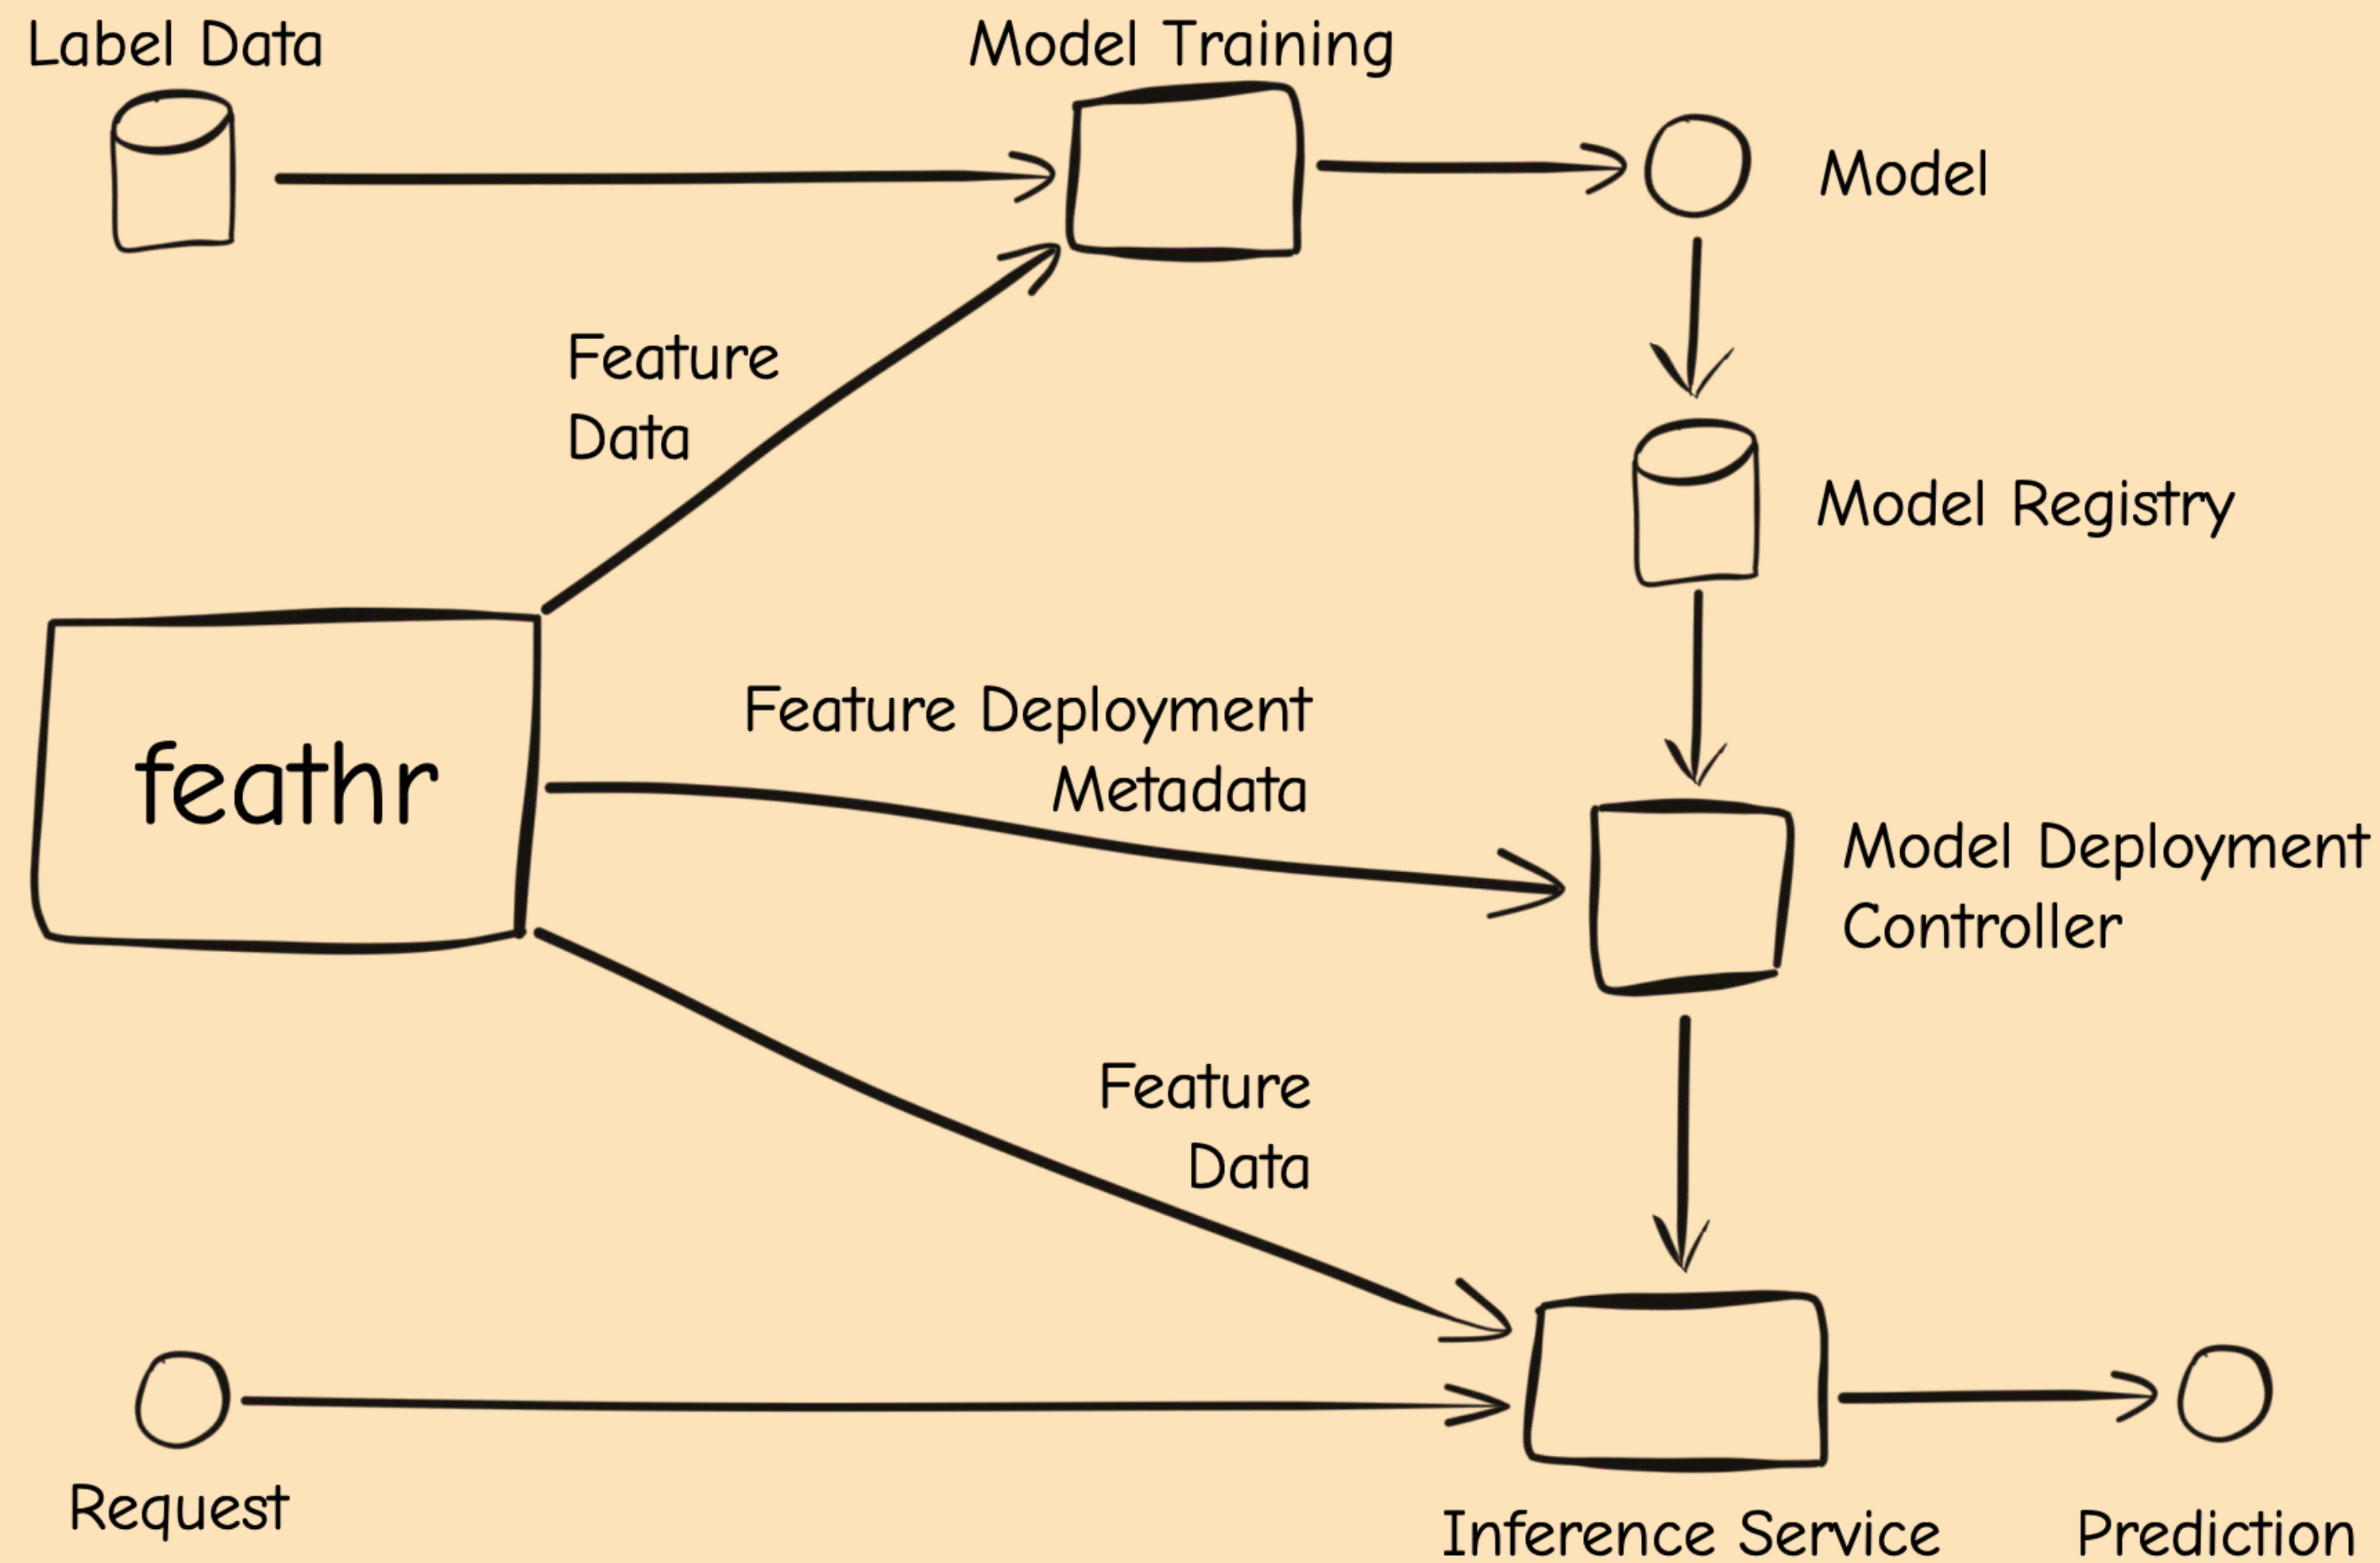 Label Data
Model Training
Model
Feature
Data
Model Registry
feathr
Feature Deployment
Metadata
Model Deployment
Controller
Feature
Data
Request
Inference Service
Prediction